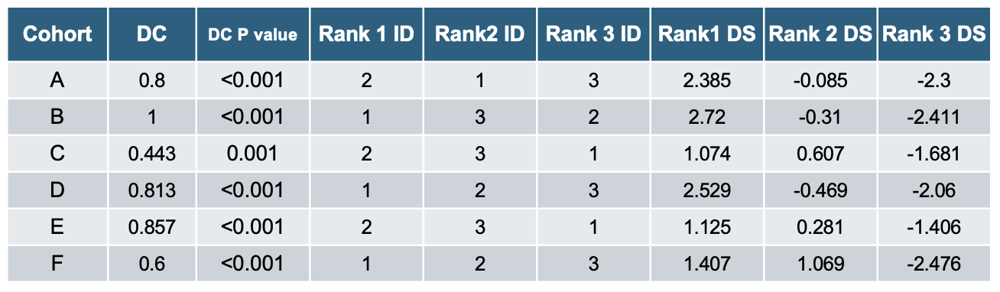 Cohort DC DC P value Rank 1 ID Rank2 ID Rank 3 ID Rank1 DS Rank 2 DS Rank 3 DS
A 0.8 <0.001 2 1 3 2.385 -0.085 -2.3
B 1 <0.001 1 3 2 2.72 -0.31 -2.411
C 0.443 0.001 2 3 1 1.074 0.607 -1.681
D 0.813 <0.001 1 2 3 2.529 -0.469 -2.06
E 0.857 <0.001 2 3 1 1.125 0.281 -1.406
F 0.6 <0.001 1 2 3 1.407 1.069 -2.476